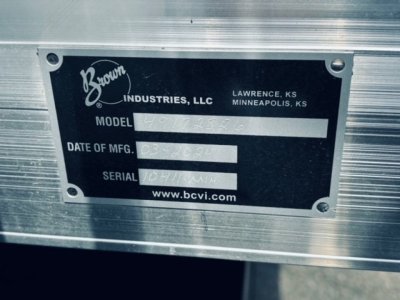 Brown
®
INDUSTRIES, LLC
LAWRENCE, KS
MINNEAPOLIS, KS
MODEL
DATE OF MFG.
SERIAL
www.bcvi.com